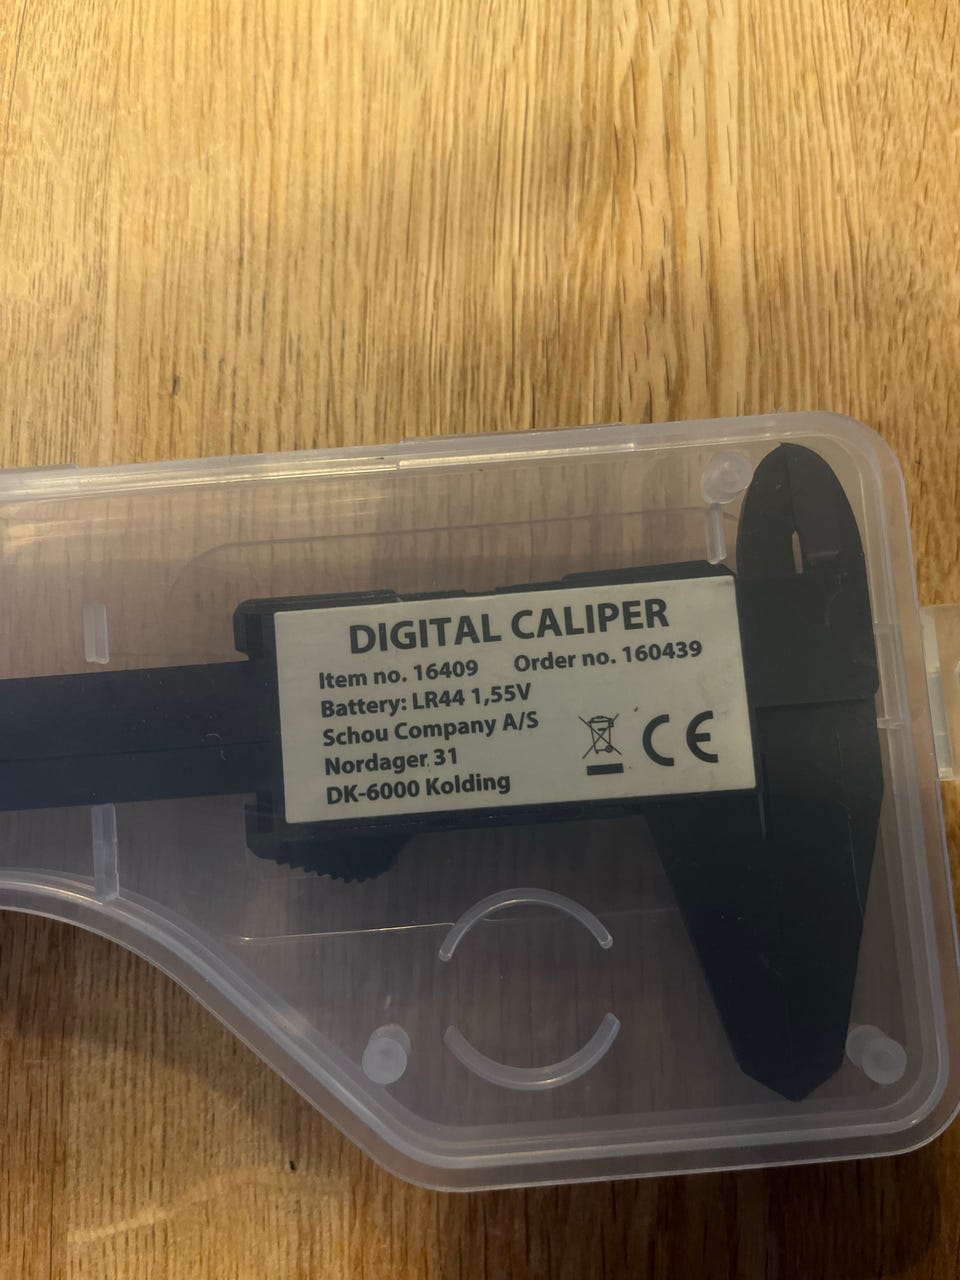 DIGITAL CALIPER
Item no. 16409 Order no. 160439
Battery: LR44 1,55V
Schou Company A/S
Nordager 31
DK-6000 Kolding
CE